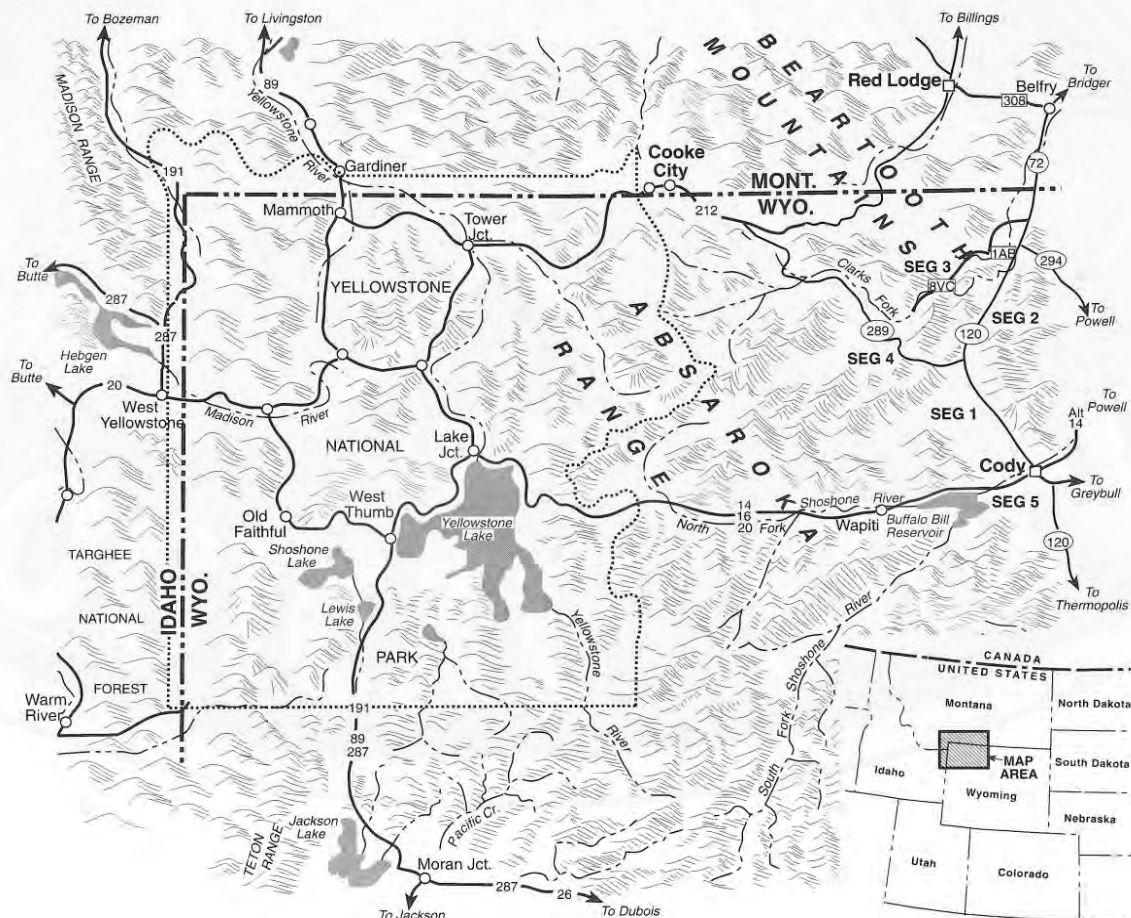 To Bozeman
To Livingston
To Billings
MADISON RANGE
89
Yellowstone
River
BEARTOOTH
MOUNTAINS
Red Lodge
308
Belfry
To
Bridger
72
191
Gardiner
Cooke
City
MONT.
WYO.
212
Mammoth
Tower
Jct.
YELLOWSTONE
SEG 3
1AB
8VC
294
To
Powell
Clarks
Fork
289
SEG 2
120
SEG 4
To
Butte
287
287
Hebgen
Lake
To
Butte
20
West
Yellowstone
Madison
River
ABSAROKA
RANGE
SEG 1
Alt
14
To
Powell
NATIONAL
Lake
Jct.
Cody
To
Greybull
SEG 5
West
Thumb
Old
Faithful
Yellowstone
Lake
Shoshone
Lake
14
16
20
North
Fork
Shoshone
River
Wapiti
Buffalo Bill
Reservoir
120
To
Thermopolis
TARGHEE
NATIONAL
FOREST
IDAHO
WYO.
Lewis
Lake
PARK
Yellowstone
River
Warm
River
191
89
287
South
Fork
Shoshone
River
TETON
RANGE
Jackson
Lake
Pacific Cr.
Moran Jct.
287
26
To Jackson
To Dubois
CANADA
UNITED STATES
Montana
North Dakota
South Dakota
MAP
AREA
Idaho
Wyoming
Nebraska
Utah
Colorado